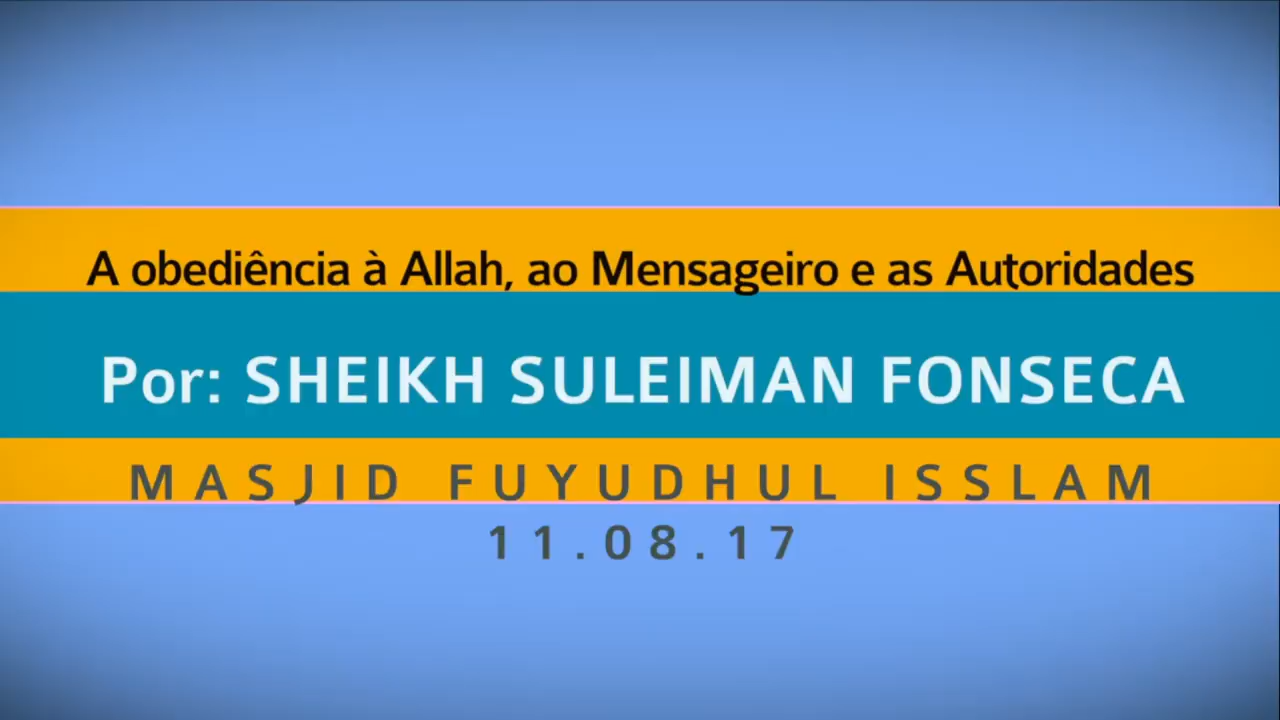 A obediência à Allah, ao Mensageiro e as Autoridades
Por: SHEIKH SULEIMAN FONSECA
MASJID FUYUDHUL ISSLAM
11.08.17